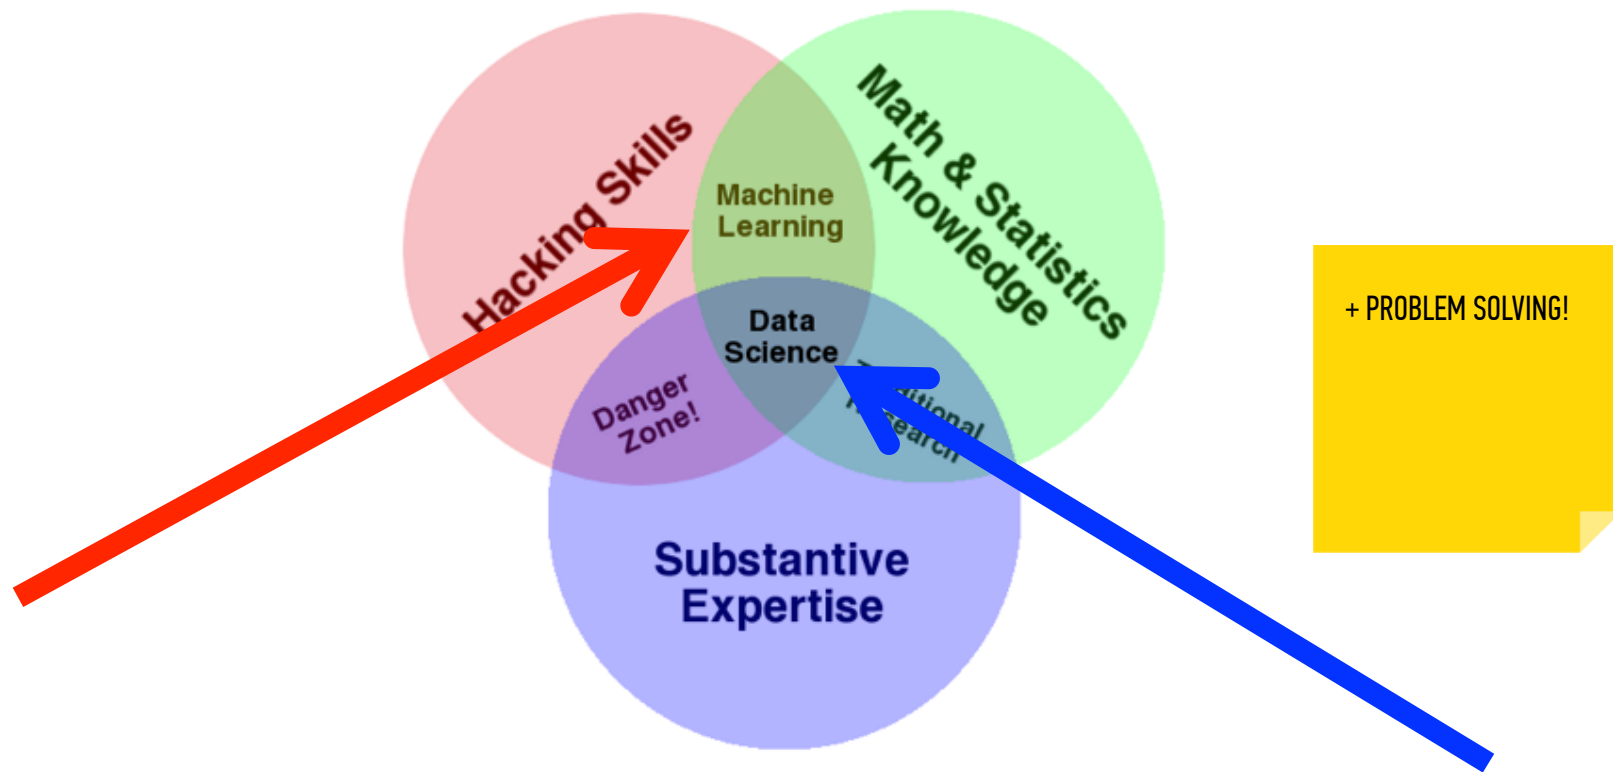 Hacking Skills
Math & Statistics
Knowledge
Machine
Learning
Data
Science
Danger
Zone!
Substantive
Expertise
+ PROBLEM SOLVING!